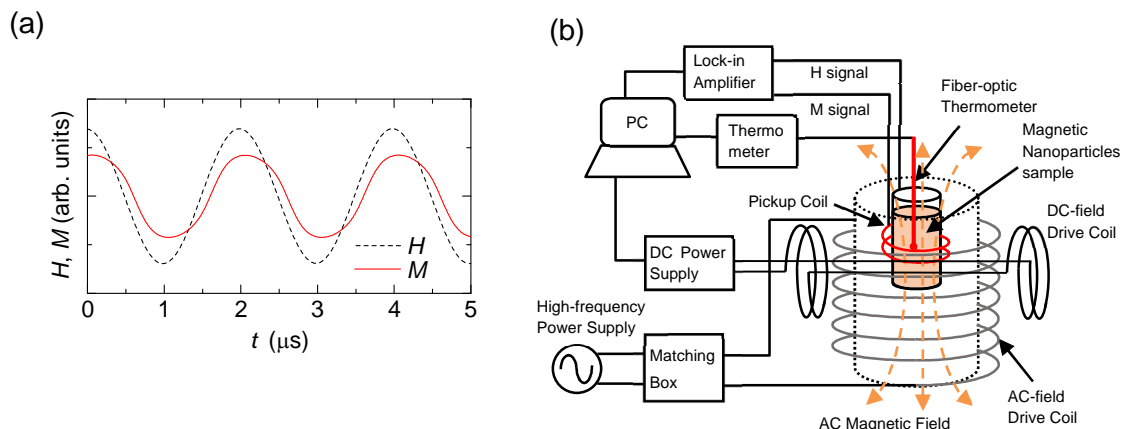 (a)
H, M (arb. units)
H
M
0
1
2
3
4
5
t (μs)
(b)
Lock-in
Amplifier
H signal
M signal
PC
Thermo
meter
Fiber-optic
Thermometer
Magnetic
Nanoparticles
sample
Pickup Coil
DC-field
Drive Coil
DC Power
Supply
High-frequency
Power Supply
Matching
Box
AC-field
Drive Coil
AC Magnetic Field